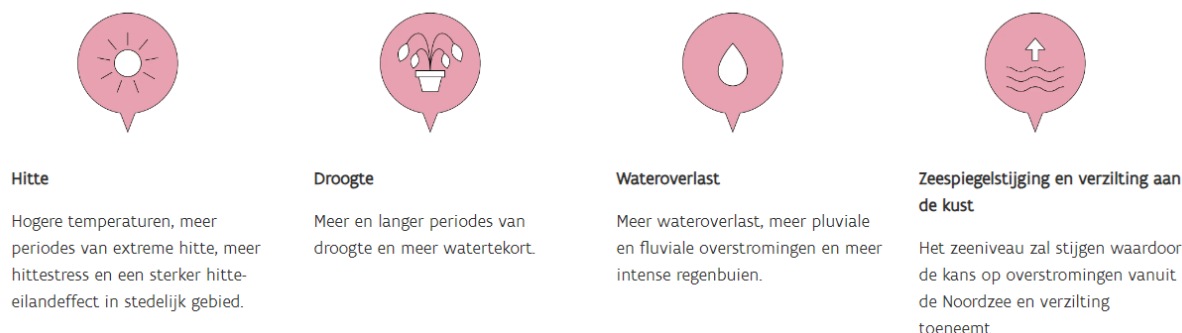 Hitte
Hogere temperaturen, meer
periodes van extreme hitte, meer
hittestress en een sterker hitte-
eilandeffect in stedelijk gebied.
Droogte
Meer en langer periodes van
droogte en meer watertekort.
Wateroverlast
Meer wateroverlast, meer pluviale
en fluviale overstromingen en meer
intense regenbuien.
Zeespiegelstijging en verzilting aan
de kust
Het zeeniveau zal stijgen waardoor
de kans op overstromingen vanuit
de Noordzee en verzilting
toeneemt